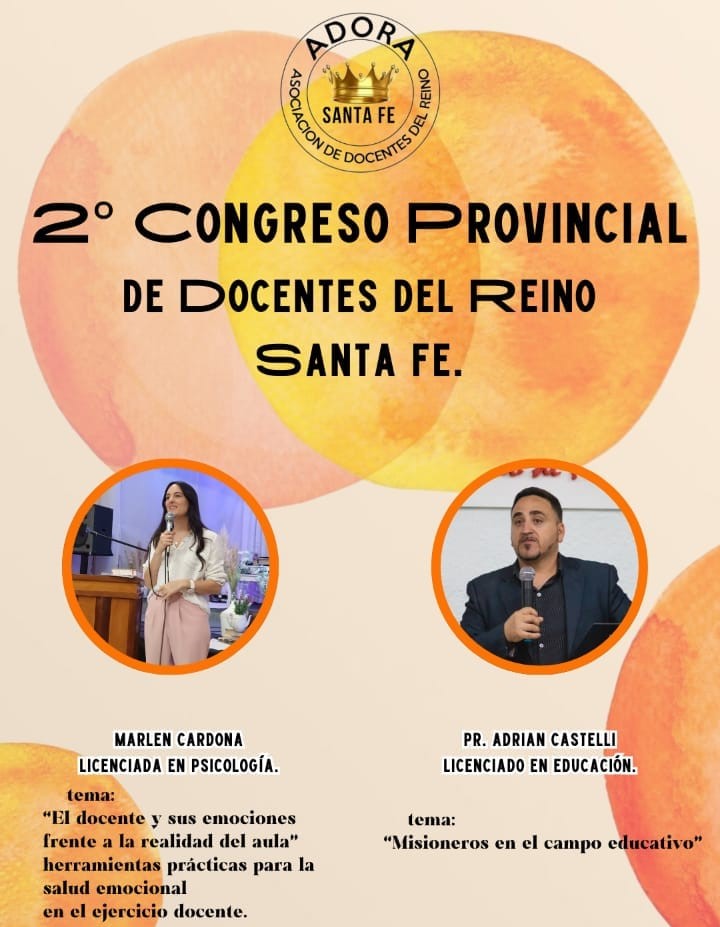 ADORA
SANTA FE
ASOCIACION DE DOCENTES DEL REINO
2° CONGRESO PROVINCIAL
DE DOCENTES DEL REINO
SANTA FE.
MARLEN CARDONA
LICENCIADA EN PSICOLOGÍA.
tema:
“El docente y sus emociones
frente a la realidad del aula”
herramientas prácticas para la
salud emocional
en el ejercicio docente.
PR. ADRIAN CASTELLI
LICENCIADO EN EDUCACIÓN.
tema:
“Misioneros en el campo educativo”